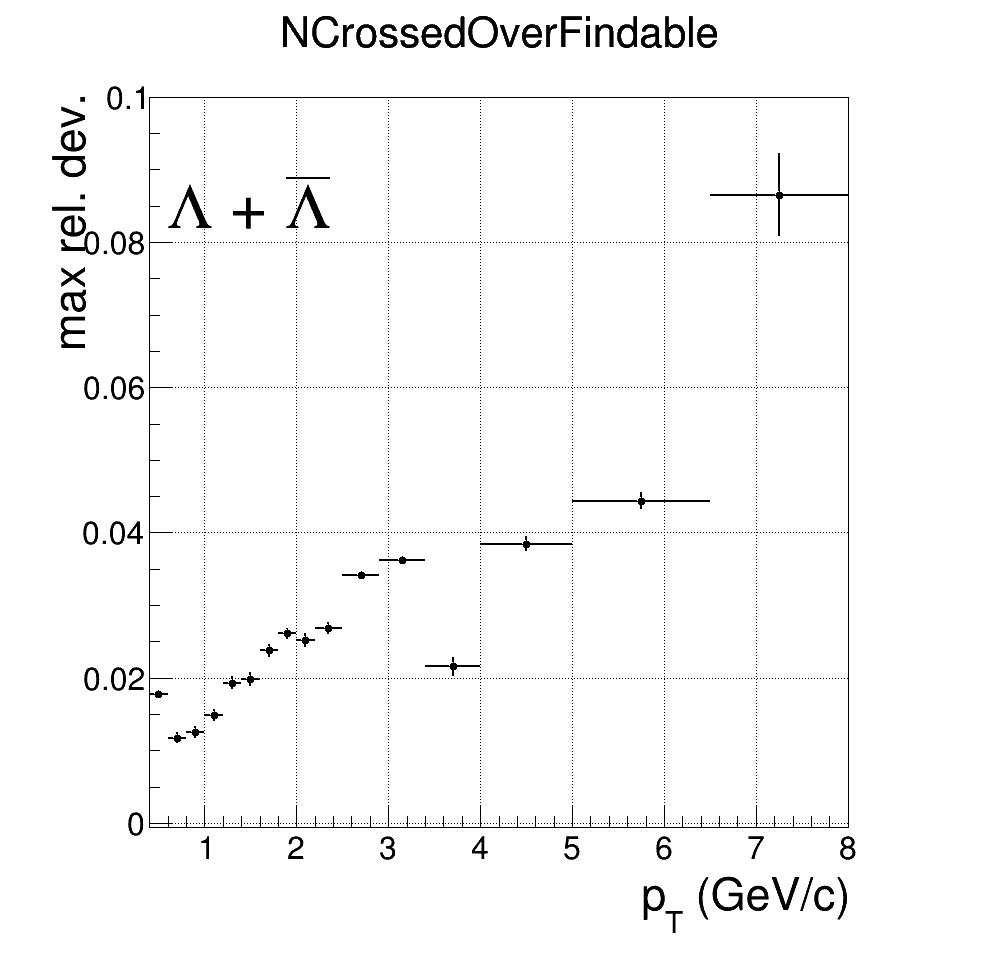 NCrossedOverFindable
max rel. dev.
0.1
0.08
0.06
0.04
0.02
0
Λ + Λ̅
1 2 3 4 5 6 7 8
p_T (GeV/c)